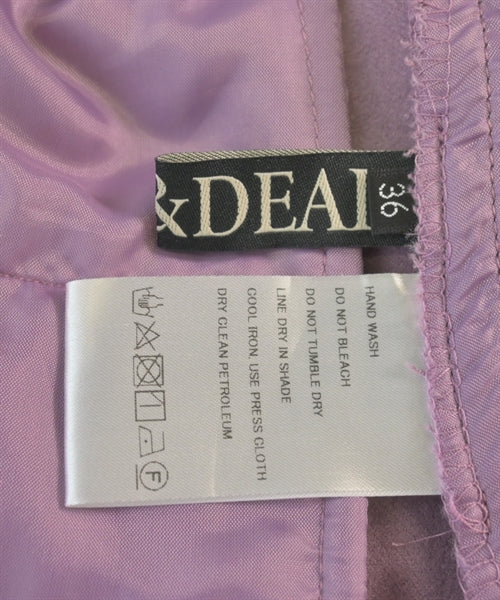 &DEAI
36
HAND WASH
DO NOT BLEACH
DO NOT TUMBLE DRY
LINE DRY IN SHADE
COOL IRON, USE PRESS CLOTH
DRY CLEAN PETROLEUM
F